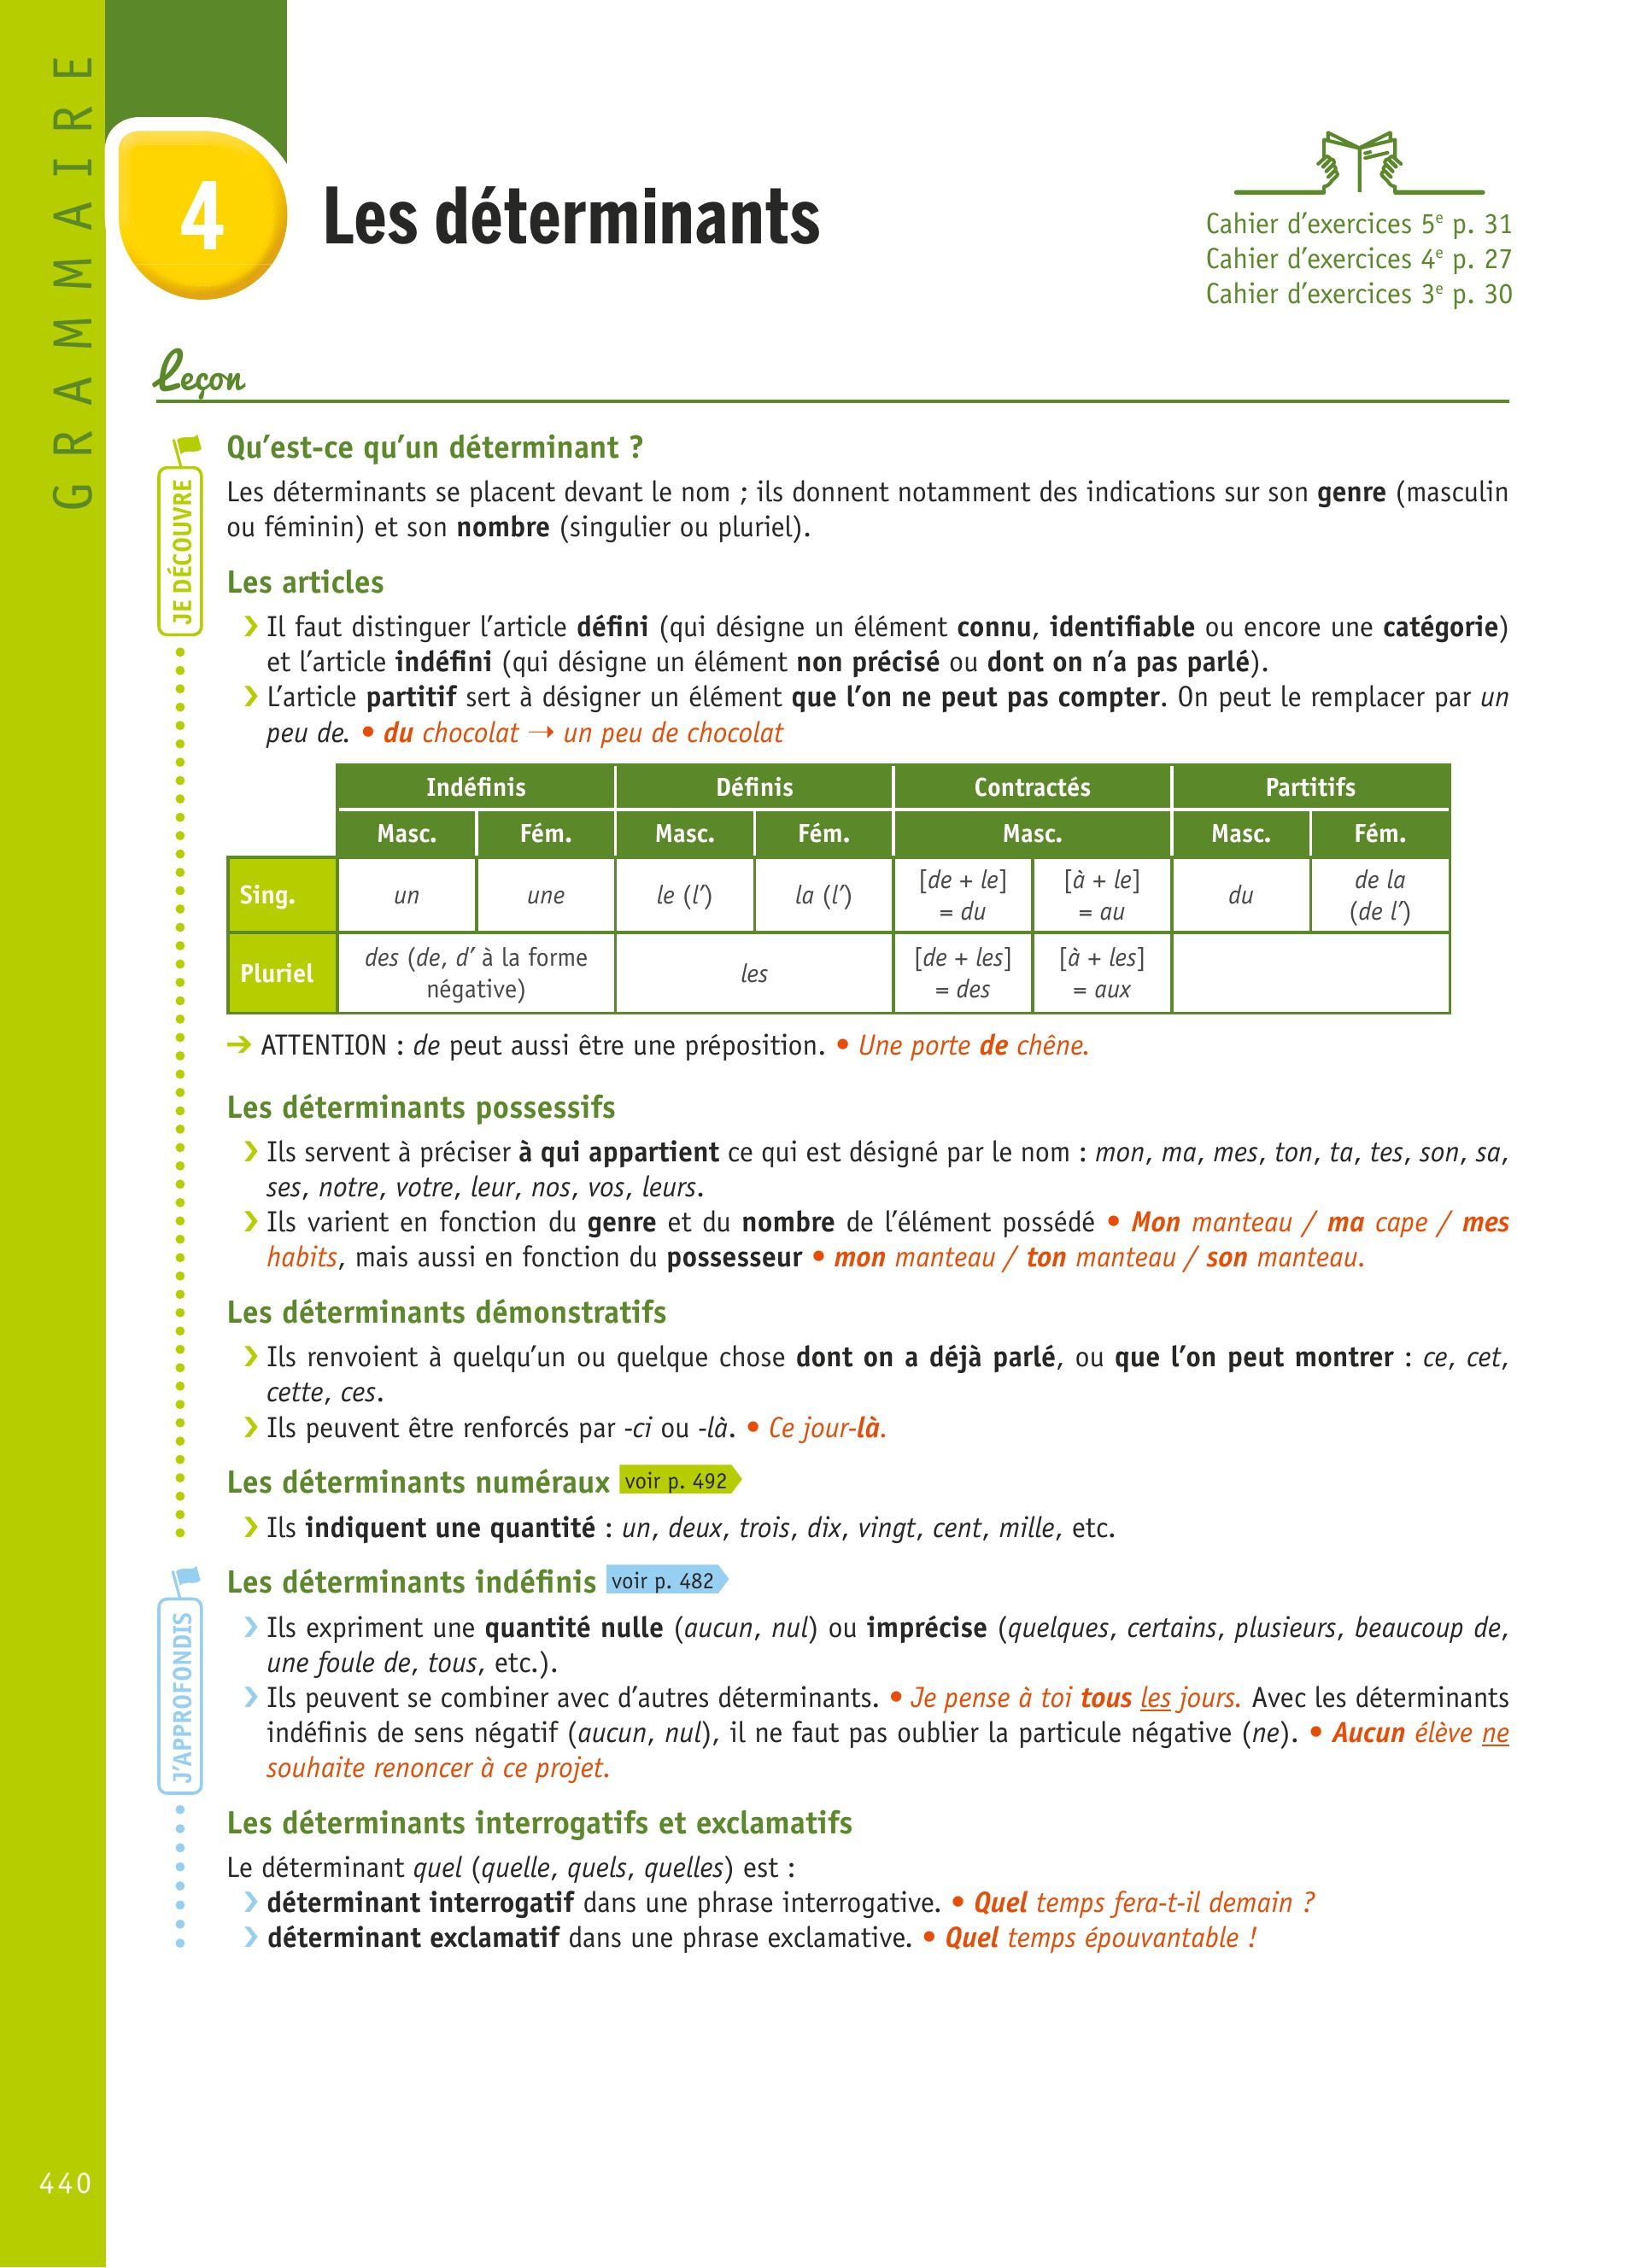 GRAMMAIRE
4
Les déterminants
Cahier d'exercices 5e p. 31
Cahier d'exercices 4e p. 27
Cahier d'exercices 3e p. 30
Leçon
JE DÉCOUVRE
Qu'est-ce qu'un déterminant ?
Les déterminants se placent devant le nom ; ils donnent notamment des indications sur son genre (masculin
ou féminin) et son nombre (singulier ou pluriel).
Les articles
❯ Il faut distinguer l'article défini (qui désigne un élément connu, identifiable ou encore une catégorie)
et l'article indéfini (qui désigne un élément non précisé ou dont on n'a pas parlé).
❯ L'article partitif sert à désigner un élément que l'on ne peut pas compter. On peut le remplacer par un
peu de. • du chocolat → un peu de chocolat
Indéfinis Définis Contractés Partitifs
Masc. Fém. Masc. Fém. Masc. Masc. Fém.
Sing. un une le (l') la (l') [de + le] = du [à + le] = au du de la (de l')
Pluriel des (de, d' à la forme négative) les [de + les] = des [à + les] = aux
➔ ATTENTION : de peut aussi être une préposition. • Une porte de chêne.
Les déterminants possessifs
❯ Ils servent à préciser à qui appartient ce qui est désigné par le nom : mon, ma, mes, ton, ta, tes, son, sa,
ses, notre, votre, leur, nos, vos, leurs.
❯ Ils varient en fonction du genre et du nombre de l'élément possédé • Mon manteau / ma cape / mes
habits, mais aussi en fonction du possesseur • mon manteau / ton manteau / son manteau.
Les déterminants démonstratifs
❯ Ils renvoient à quelqu'un ou quelque chose dont on a déjà parlé, ou que l'on peut montrer : ce, cet,
cette, ces.
❯ Ils peuvent être renforcés par -ci ou -là. • Ce jour-là.
Les déterminants numéraux voir p. 492
❯ Ils indiquent une quantité : un, deux, trois, dix, vingt, cent, mille, etc.
J'APPROFONDIS
Les déterminants indéfinis voir p. 482
❯ Ils expriment une quantité nulle (aucun, nul) ou imprécise (quelques, certains, plusieurs, beaucoup de,
une foule de, tous, etc.).
❯ Ils peuvent se combiner avec d'autres déterminants. • Je pense à toi tous les jours. Avec les déterminants
indéfinis de sens négatif (aucun, nul), il ne faut pas oublier la particule négative (ne). • Aucun élève ne
souhaite renoncer à ce projet.
Les déterminants interrogatifs et exclamatifs
Le déterminant quel (quelle, quels, quelles) est :
❯ déterminant interrogatif dans une phrase interrogative. • Quel temps fera-t-il demain ?
❯ déterminant exclamatif dans une phrase exclamative. • Quel temps épouvantable !
440